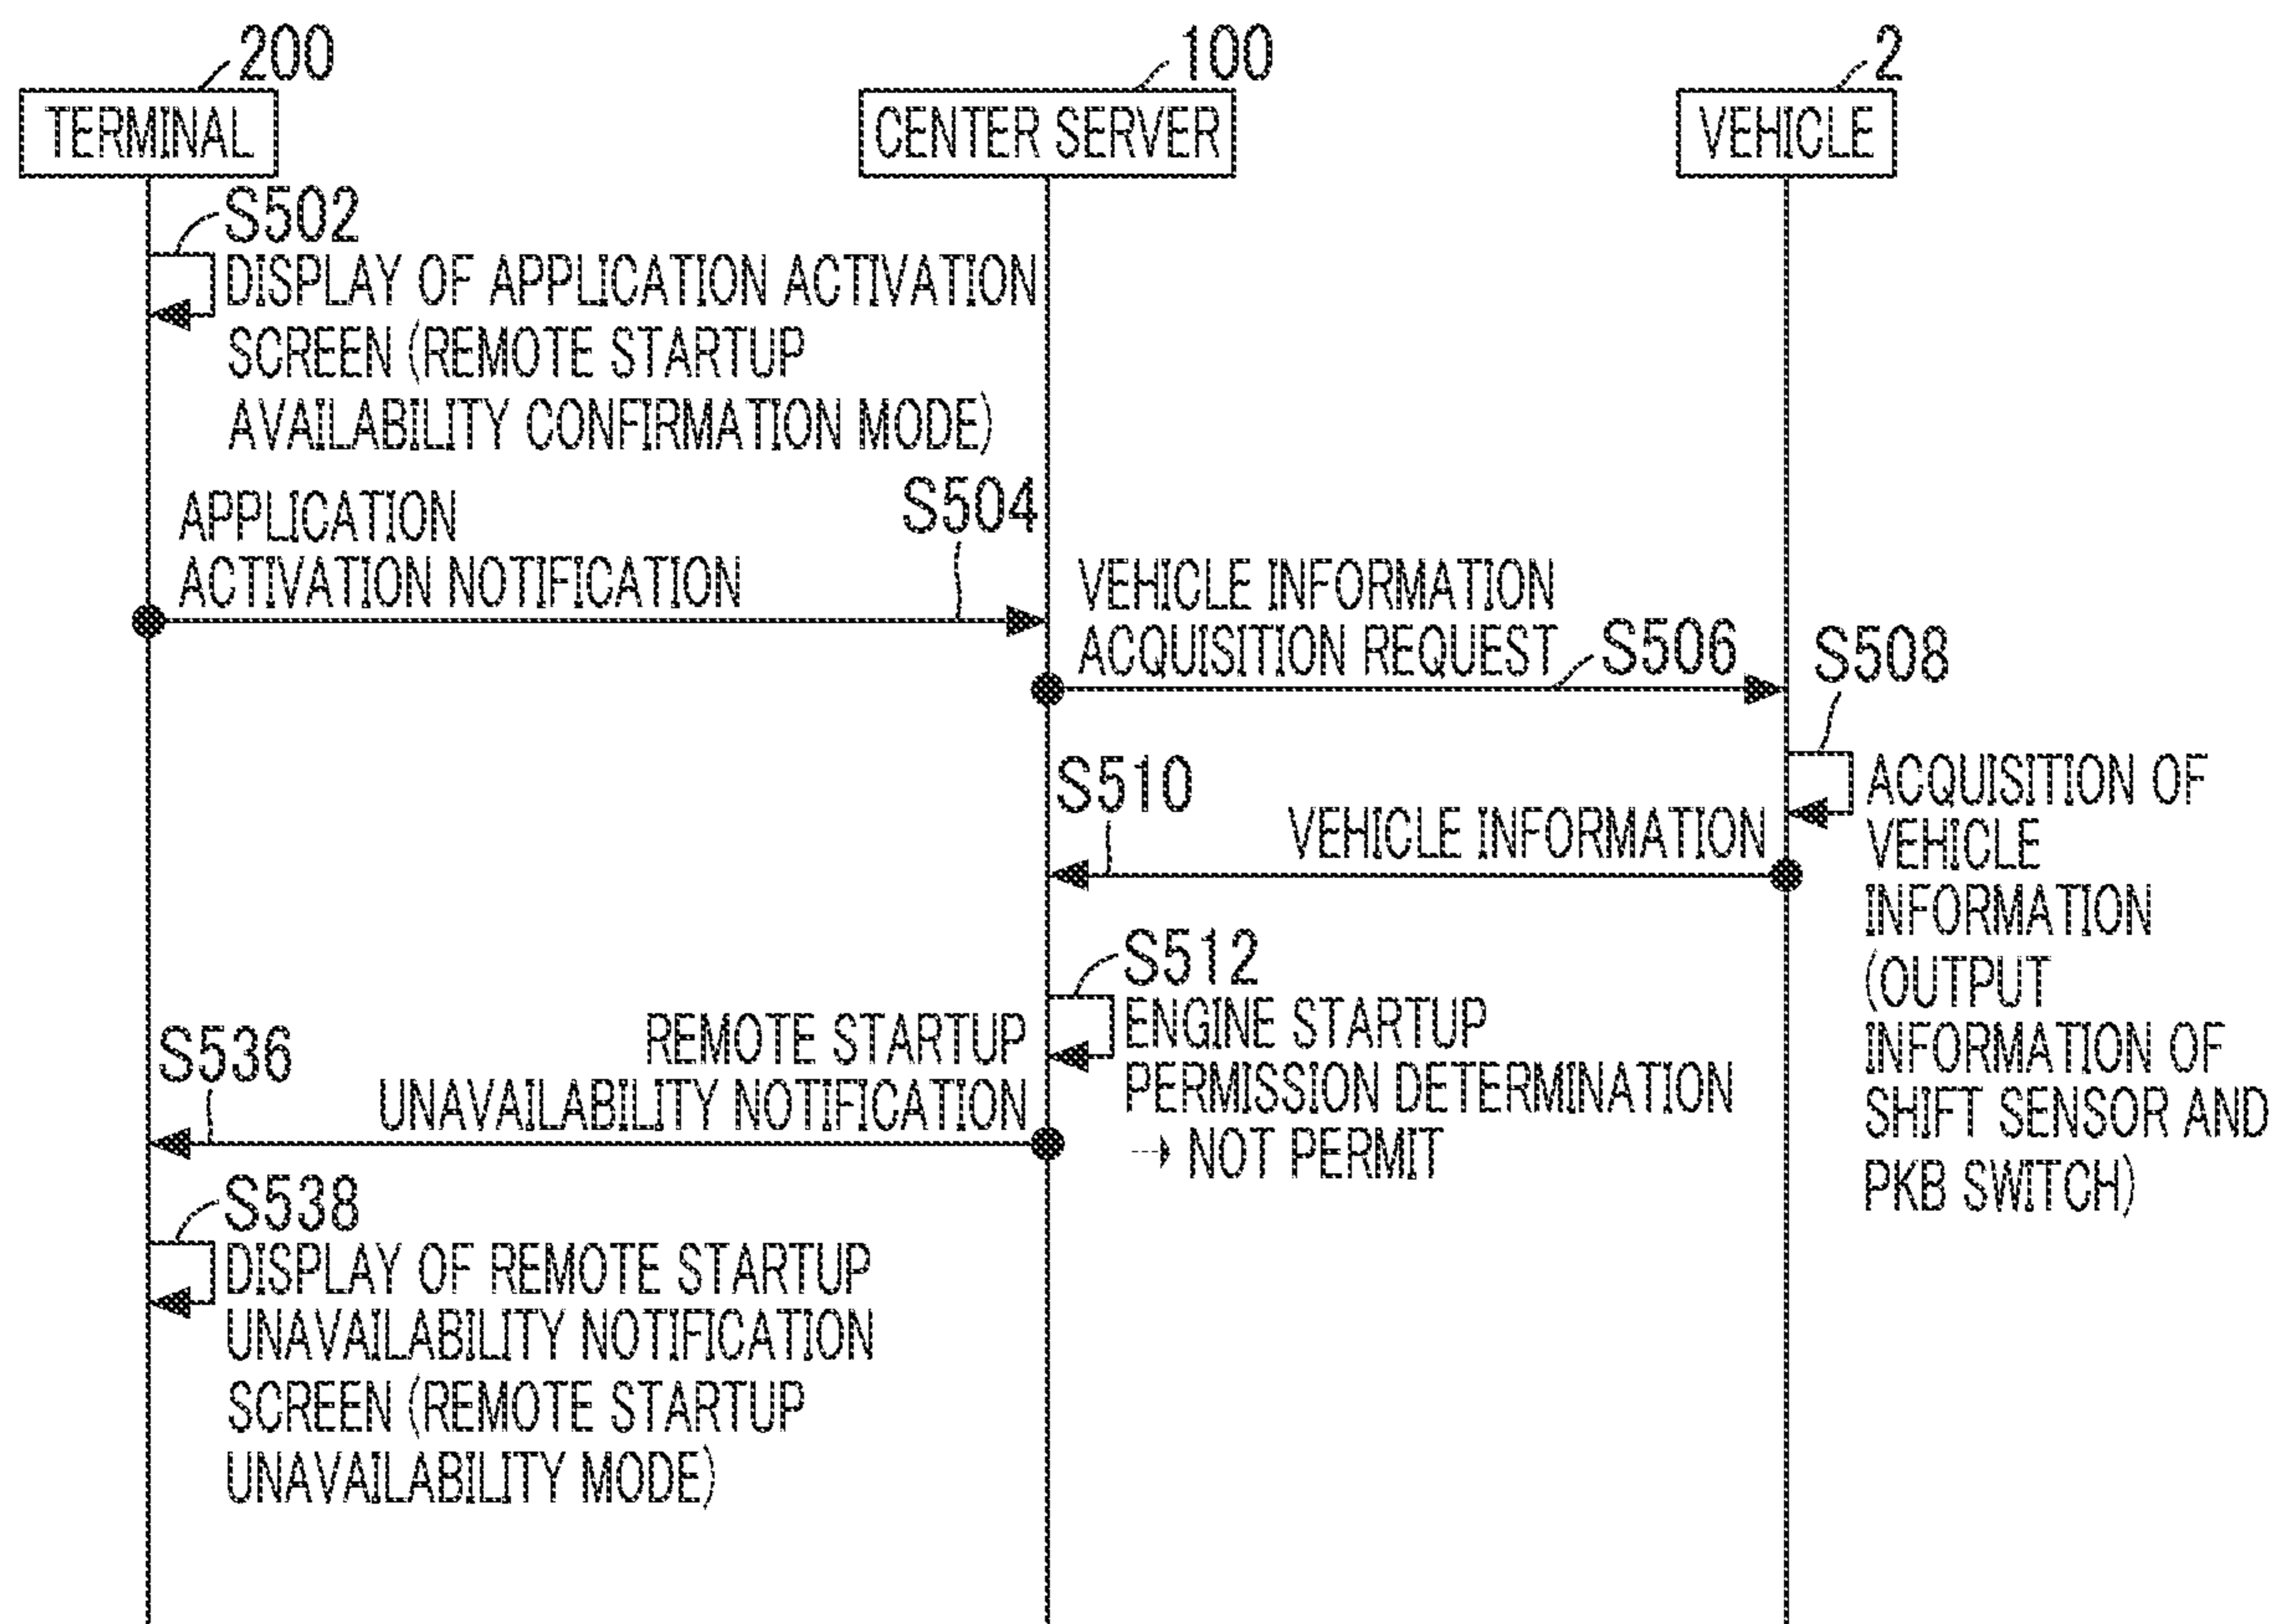 200
100
2
TERMINAL
CENTER SERVER
VEHICLE
S502
DISPLAY OF APPLICATION ACTIVATION
SCREEN (REMOTE STARTUP
AVAILABILITY CONFIRMATION MODE)
APPLICATION
ACTIVATION NOTIFICATION
S504
VEHICLE INFORMATION
ACQUISITION REQUEST
S506
S508
ACQUISITION OF
VEHICLE
INFORMATION
(OUTPUT
INFORMATION OF
SHIFT SENSOR AND
PKB SWITCH)
S510
VEHICLE INFORMATION
S512
ENGINE STARTUP
PERMISSION DETERMINATION
→ NOT PERMIT
REMOTE STARTUP
UNAVAILABILITY NOTIFICATION
S536
S538
DISPLAY OF REMOTE STARTUP
UNAVAILABILITY NOTIFICATION
SCREEN (REMOTE STARTUP
UNAVAILABILITY MODE)